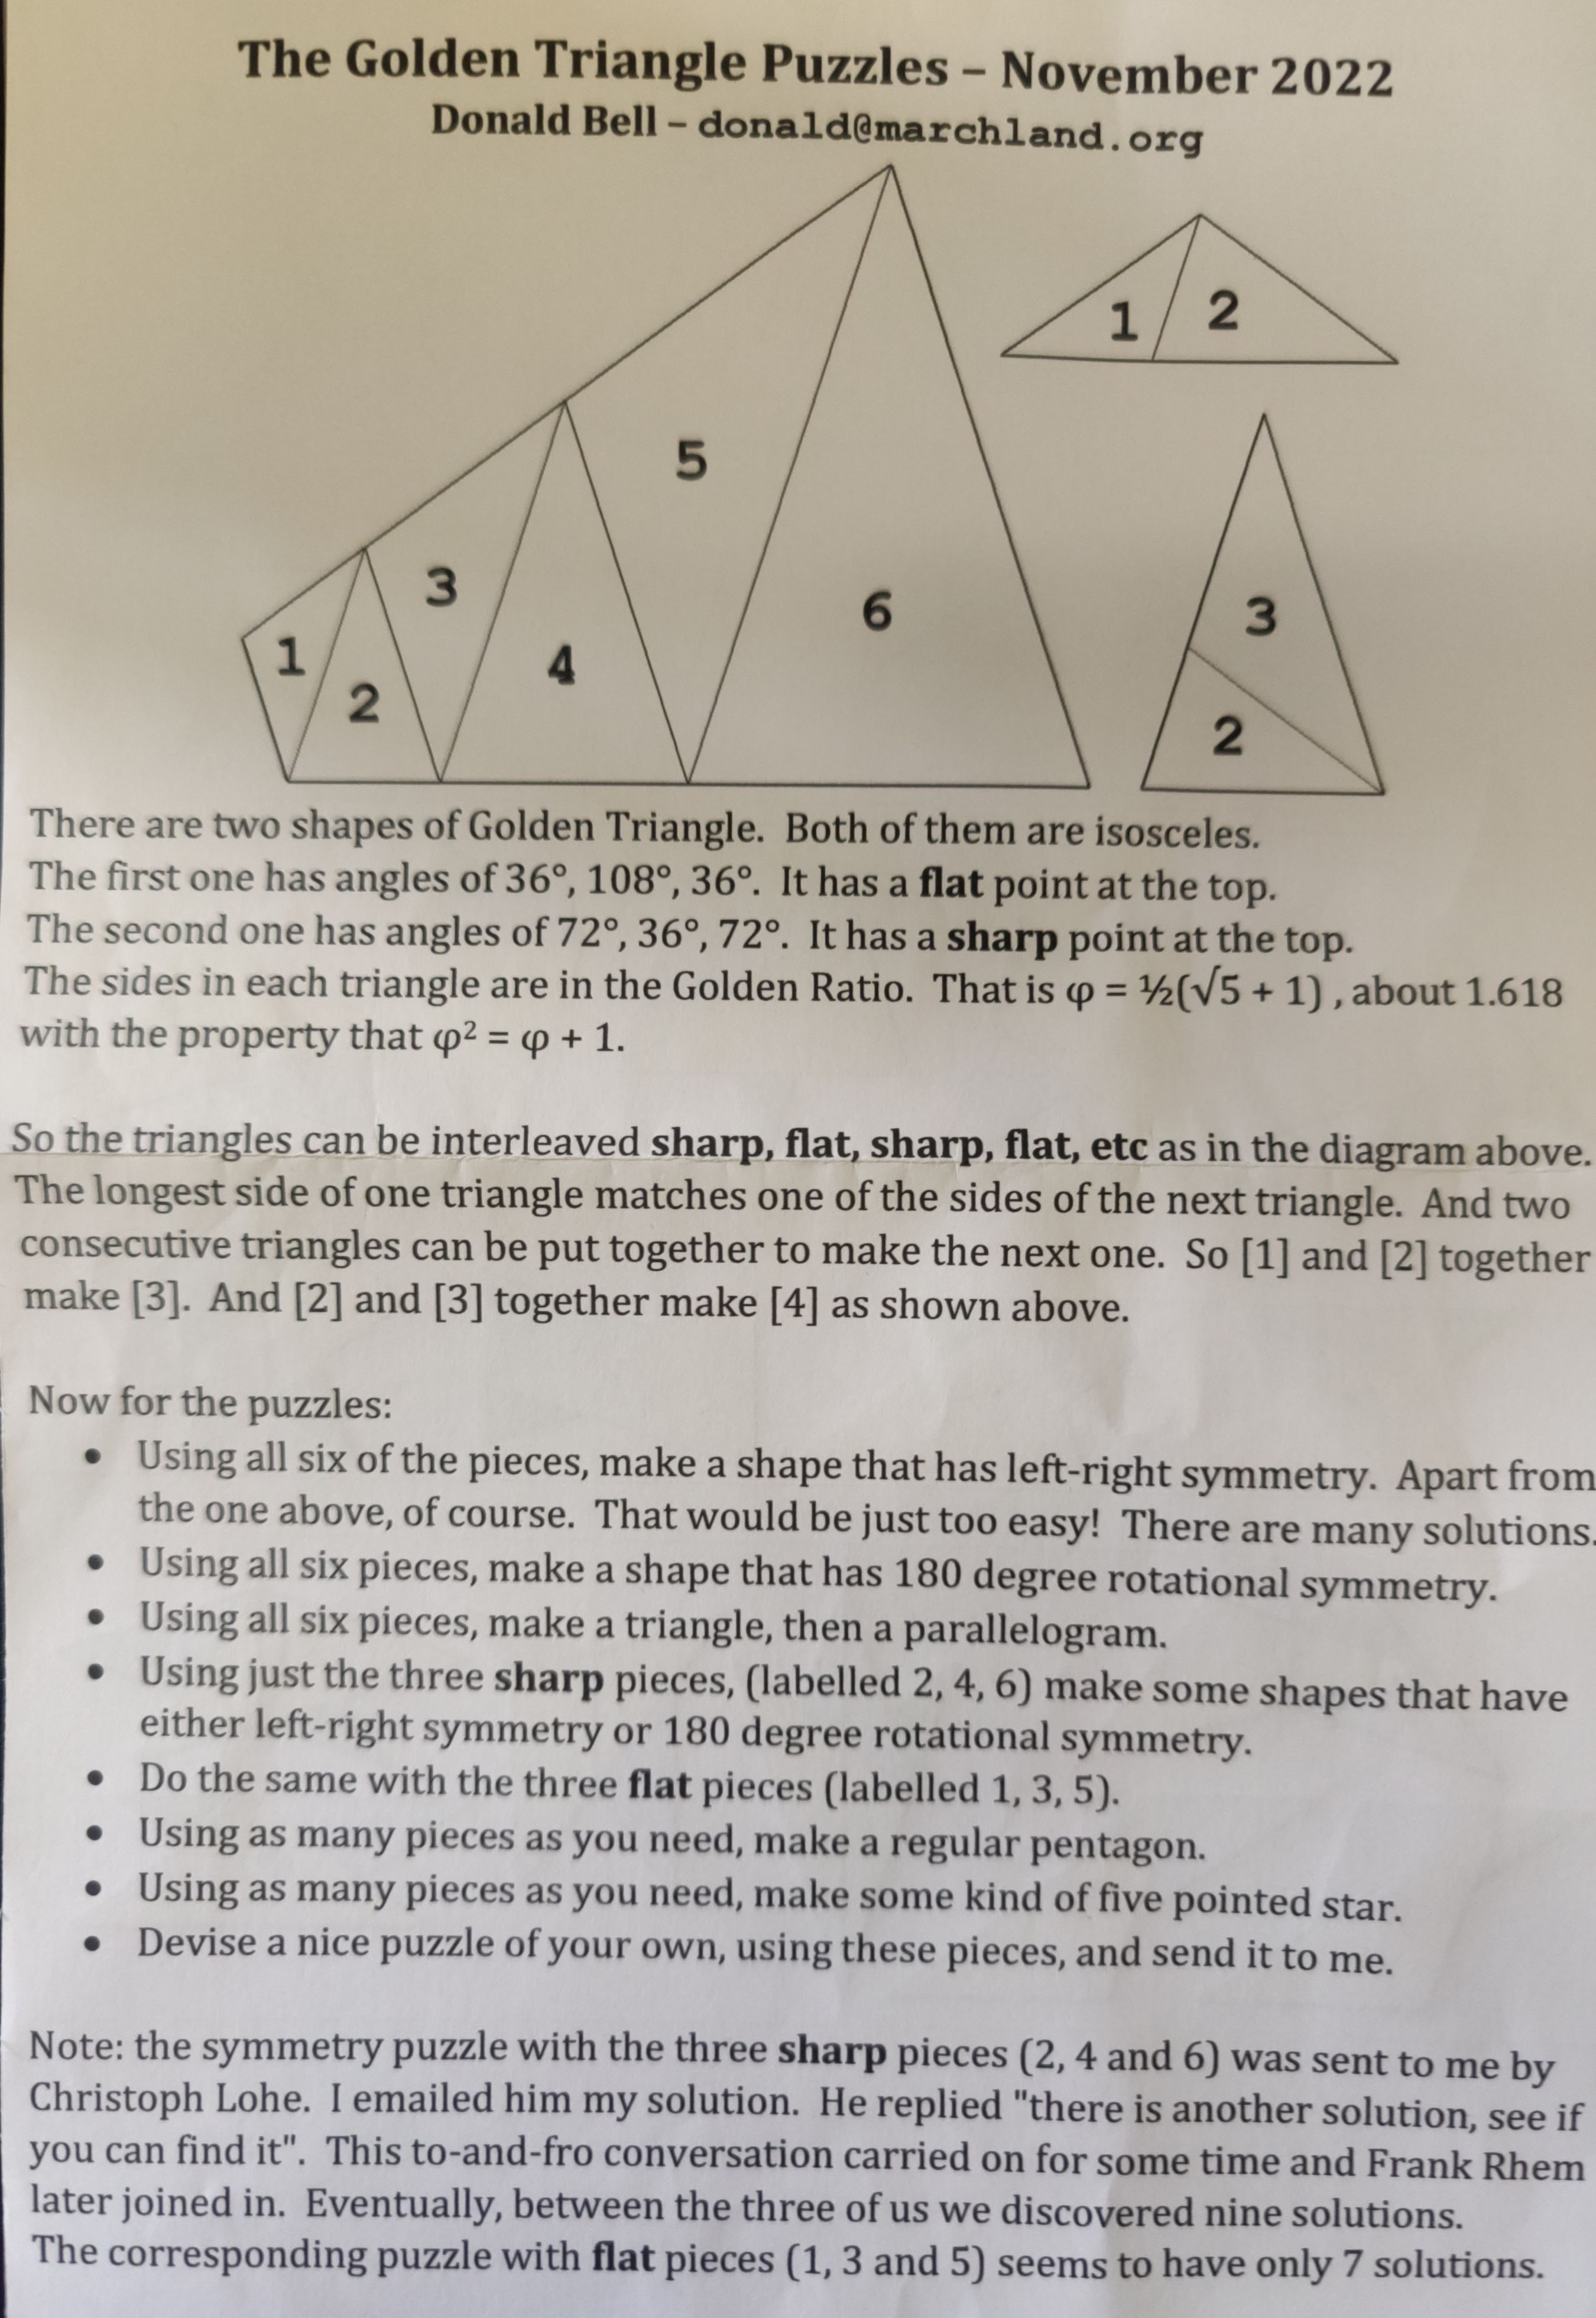 The Golden Triangle Puzzles – November 2022
Donald Bell – donald@marchland.org
1
2
3
4
5
6
1
2
3
2
There are two shapes of Golden Triangle. Both of them are isosceles.
The first one has angles of 36°, 108°, 36°. It has a flat point at the top.
The second one has angles of 72°, 36°, 72°. It has a sharp point at the top.
The sides in each triangle are in the Golden Ratio. That is φ = ½(√5 + 1) , about 1.618
with the property that φ² = φ + 1.
So the triangles can be interleaved sharp, flat, sharp, flat, etc as in the diagram above.
The longest side of one triangle matches one of the sides of the next triangle. And two
consecutive triangles can be put together to make the next one. So [1] and [2] together
make [3]. And [2] and [3] together make [4] as shown above.
Now for the puzzles:
• Using all six of the pieces, make a shape that has left-right symmetry. Apart from
the one above, of course. That would be just too easy! There are many solutions.
• Using all six pieces, make a shape that has 180 degree rotational symmetry.
• Using all six pieces, make a triangle, then a parallelogram.
• Using just the three sharp pieces, (labelled 2, 4, 6) make some shapes that have
either left-right symmetry or 180 degree rotational symmetry.
• Do the same with the three flat pieces (labelled 1, 3, 5).
• Using as many pieces as you need, make a regular pentagon.
• Using as many pieces as you need, make some kind of five pointed star.
• Devise a nice puzzle of your own, using these pieces, and send it to me.
Note: the symmetry puzzle with the three sharp pieces (2, 4 and 6) was sent to me by
Christoph Lohe. I emailed him my solution. He replied "there is another solution, see if
you can find it". This to-and-fro conversation carried on for some time and Frank Rhem
later joined in. Eventually, between the three of us we discovered nine solutions.
The corresponding puzzle with flat pieces (1, 3 and 5) seems to have only 7 solutions.